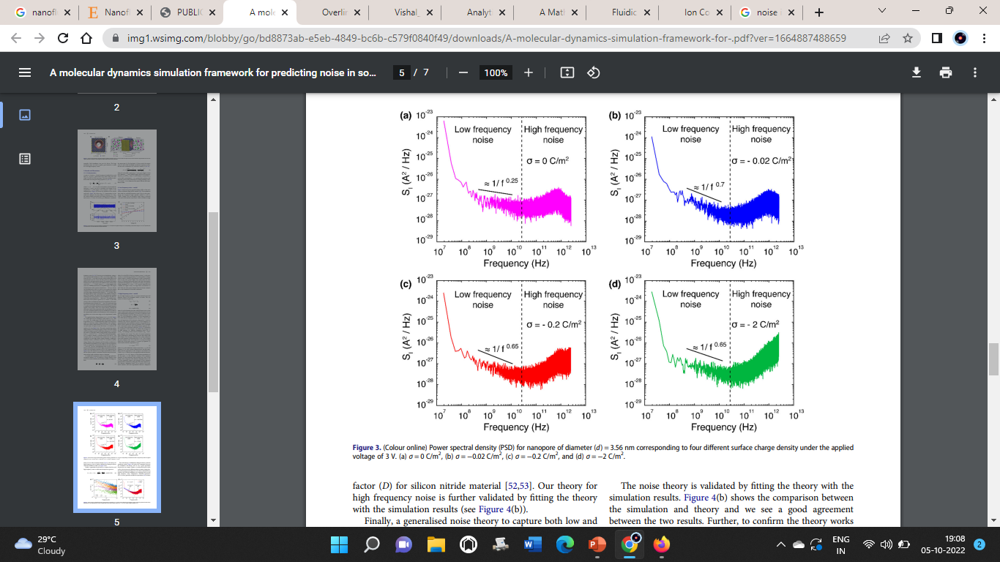 nanofl
Nanofl
PUBLIC
A mole
Overlin
Vishal_
Analyti
A Mat
Fluidic
Ion Co
noise
img1.wsimg.com/blobby/go/bd8873ab-e5eb-4849-bc6b-c579f0840f49/downloads/A-molecular-dynamics-simulation-framework-for-.pdf?ver=1664887488659
A molecular dynamics simulation framework for predicting noise in so...
5 / 7
100%
2
3
4
5
(a)
10^-23
10^-24
10^-25
10^-26
10^-27
10^-28
10^-29
S_I (A² / Hz)
Low frequency noise
High frequency noise
σ = 0 C/m²
≈ 1/ f^0.25
10^7 10^8 10^9 10^10 10^11 10^12 10^13
Frequency (Hz)
(b)
10^-23
10^-24
10^-25
10^-26
10^-27
10^-28
10^-29
S_I (A² / Hz)
Low frequency noise
High frequency noise
σ = - 0.02 C/m²
≈ 1/ f^0.7
10^7 10^8 10^9 10^10 10^11 10^12 10^13
Frequency (Hz)
(c)
10^-23
10^-24
10^-25
10^-26
10^-27
10^-28
10^-29
S_I (A² / Hz)
Low frequency noise
High frequency noise
σ = - 0.2 C/m²
≈ 1/ f^0.65
10^7 10^8 10^9 10^10 10^11 10^12 10^13
Frequency (Hz)
(d)
10^-23
10^-24
10^-25
10^-26
10^-27
10^-28
10^-29
S_I (A² / Hz)
Low frequency noise
High frequency noise
σ = - 2 C/m²
≈ 1/ f^0.65
10^7 10^8 10^9 10^10 10^11 10^12 10^13
Frequency (Hz)
Figure 3. (Colour online) Power spectral density (PSD) for nanopore of diameter (d) = 3.56 nm corresponding to four different surface charge density under the applied
voltage of 3 V. (a) σ = 0 C/m², (b) σ = −0.02 C/m², (c) σ = −0.2 C/m², and (d) σ = −2 C/m².
factor (D) for silicon nitride material [52,53]. Our theory for
high frequency noise is further validated by fitting the theory
with the simulation results (see Figure 4(b)).
Finally, a generalised noise theory to capture both low and
The noise theory is validated by fitting the theory with the
simulation results. Figure 4(b) shows the comparison between
the simulation and theory and we see a good agreement
between the two results. Further, to confirm the theory works
29°C
Cloudy
ENG
IN
19:08
05-10-2022
2